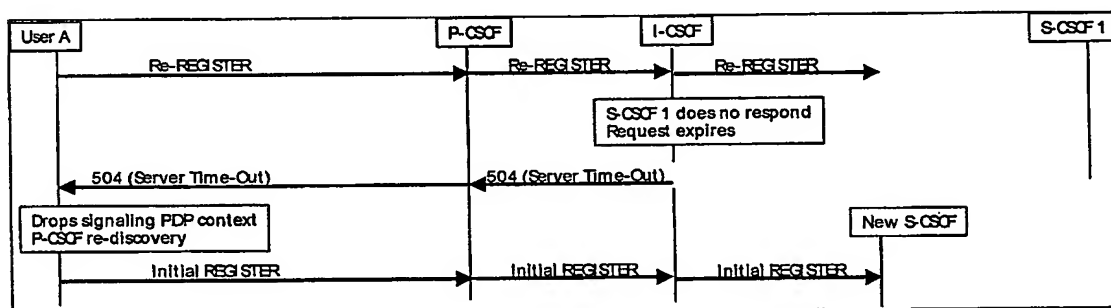 User A
P-CSCF
I-CSCF
S-CSCF 1
Re-REGISTER
Re-REGISTER
Re-REGISTER
S-CSCF 1 does no respond
Request expires
504 (Server Time-Out)
504 (Server Time-Out)
Drops signaling PDP context
P-CSCF re-discovery
New S-CSCF
Initial REGISTER
Initial REGISTER
Initial REGISTER